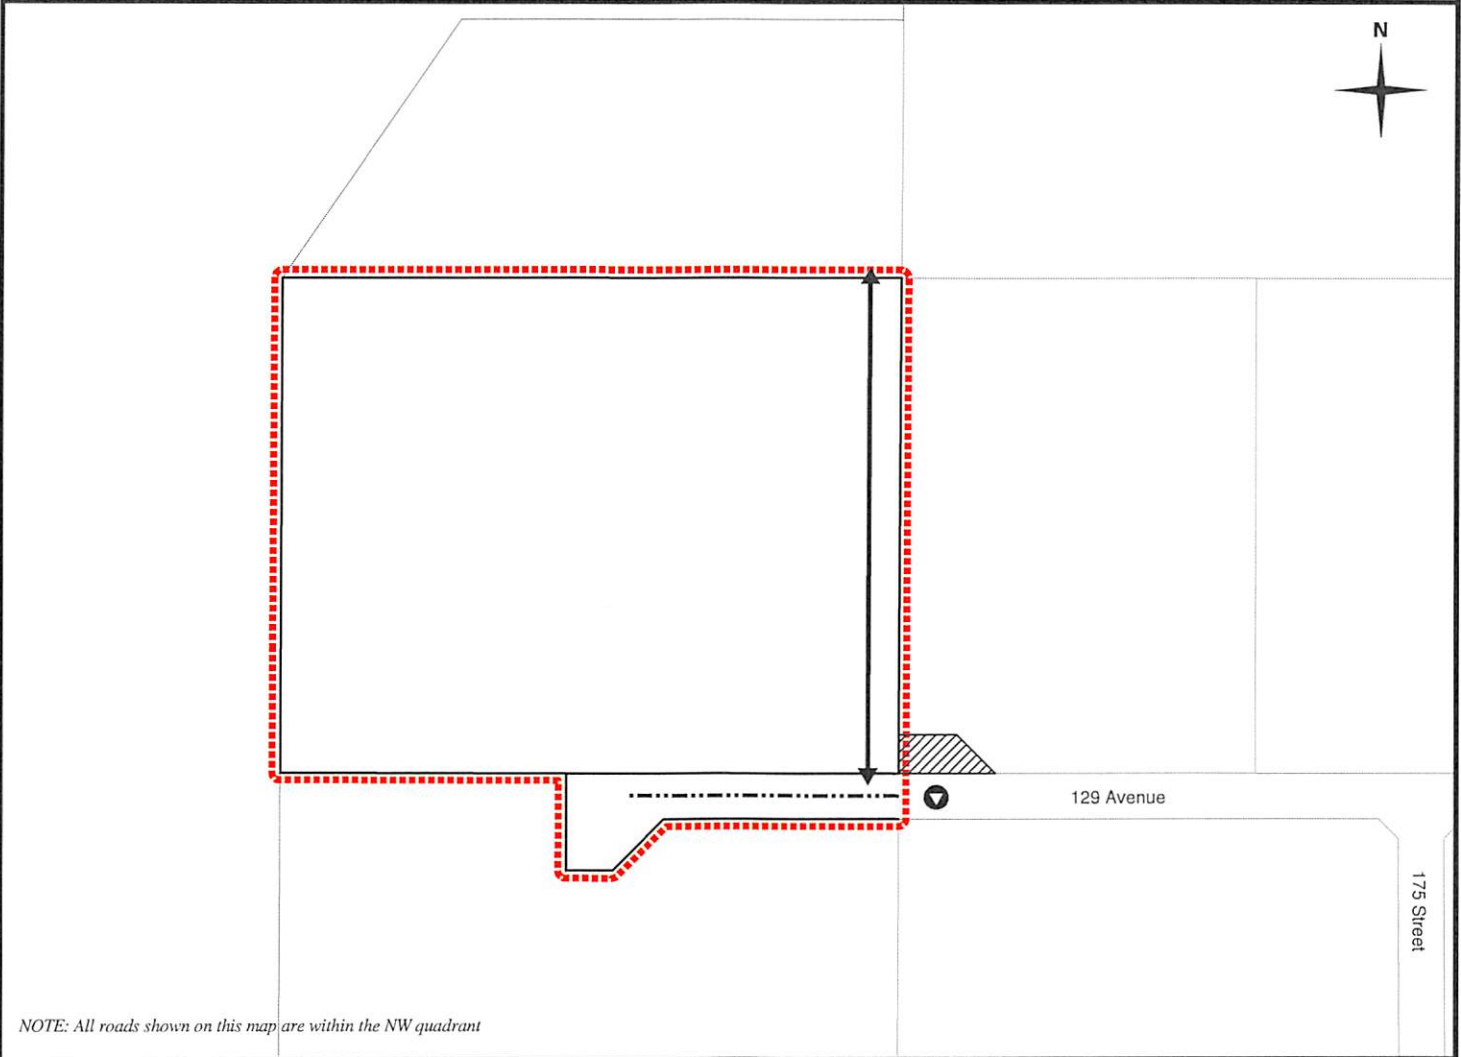 N
129 Avenue
175 Street
NOTE: All roads shown on this map are within the NW quadrant